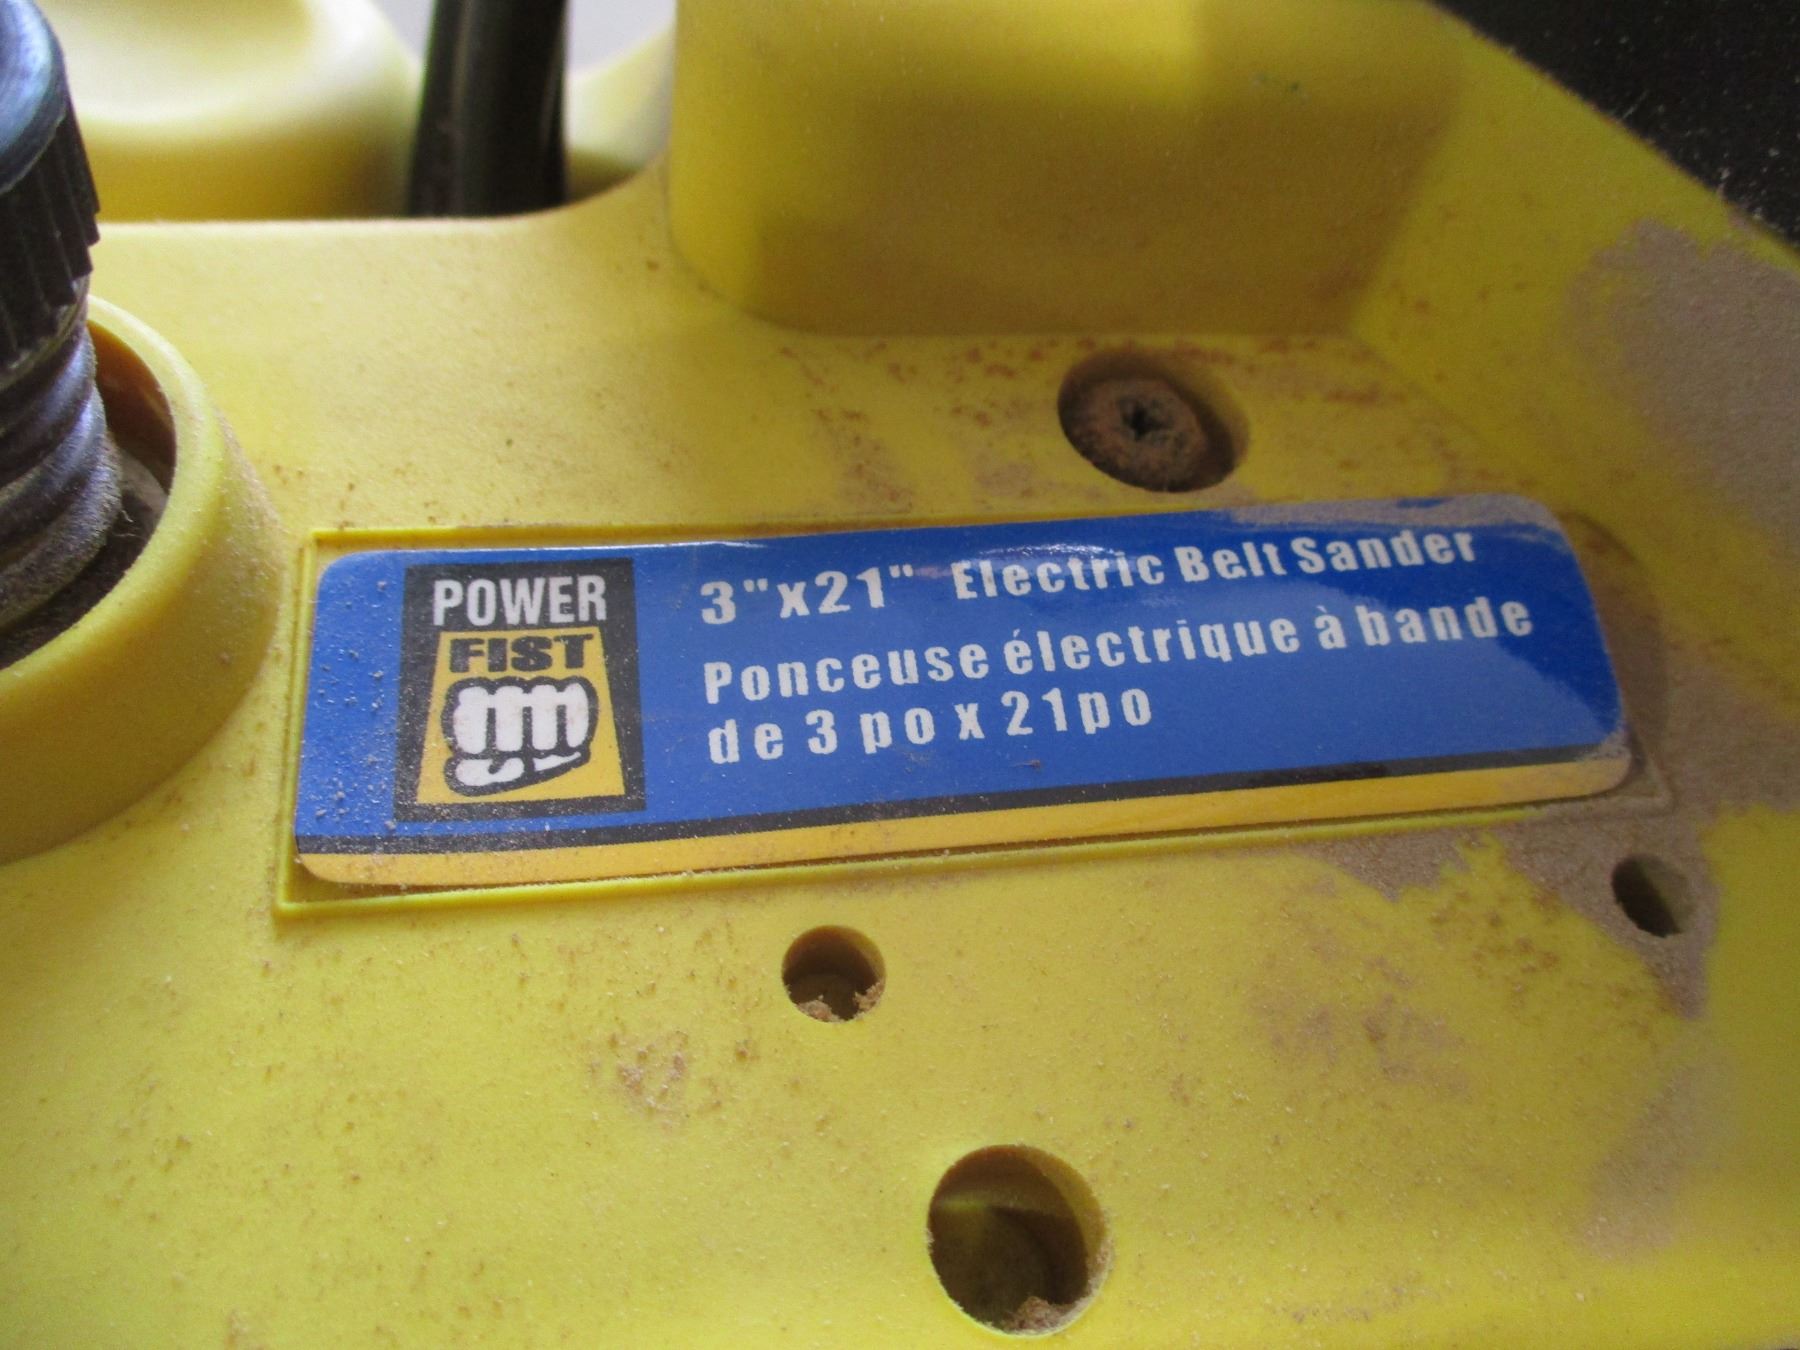 POWER
FIST
3"x21" Electric Belt Sander
Ponceuse électrique à bande
de 3 po x 21po